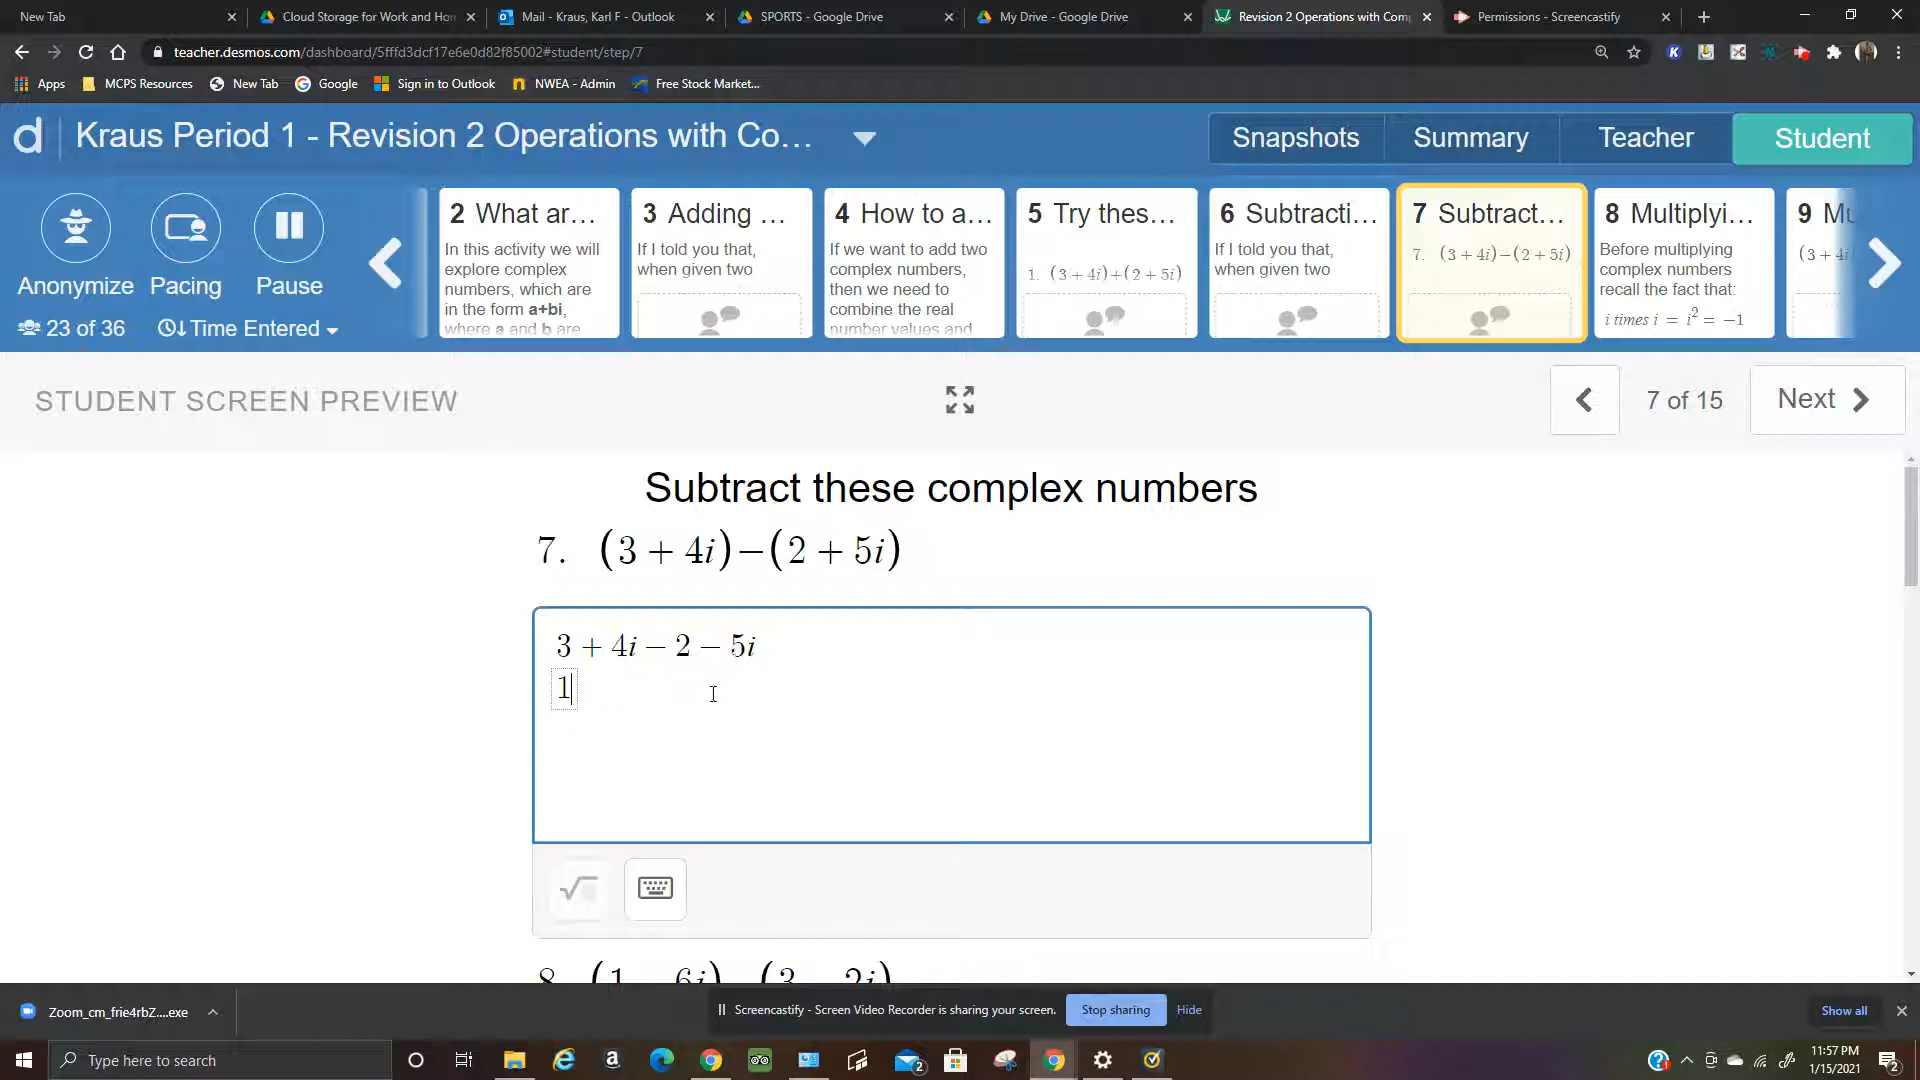 New Tab
Cloud Storage for Work and Hom
Mail - Kraus, Karl F - Outlook
SPORTS - Google Drive
My Drive - Google Drive
Revision 2 Operations with Comp
Permissions - Screencastify
teacher.desmos.com/dashboard/5fffd3dcf17e6e0d82f85002#student/step/7
Apps
MCPS Resources
New Tab
Google
Sign in to Outlook
NWEA - Admin
Free Stock Market...
d
Kraus Period 1 - Revision 2 Operations with Co...
Snapshots
Summary
Teacher
Student
Anonymize
Pacing
Pause
23 of 36
Time Entered
2 What ar...
In this activity we will
explore complex
numbers, which are
in the form a+bi,
where a and b are
3 Adding ...
If I told you that,
when given two
4 How to a...
If we want to add two
complex numbers,
then we need to
combine the real
number values and
5 Try thes...
1. (3+4i)+(2+5i)
6 Subtracti...
If I told you that,
when given two
7 Subtract...
7. (3+4i)−(2+5i)
8 Multiplyi...
Before multiplying
complex numbers
recall the fact that:
i times i = i² = −1
9 Mu
(3+4i
STUDENT SCREEN PREVIEW
7 of 15
Next
Subtract these complex numbers
7. (3 + 4i)−(2 + 5i)
3 + 4i − 2 − 5i
1
Zoom_cm_frie4rbZ....exe
Screencastify - Screen Video Recorder is sharing your screen.
Stop sharing
Hide
Show all
Type here to search
11:57 PM
1/15/2021